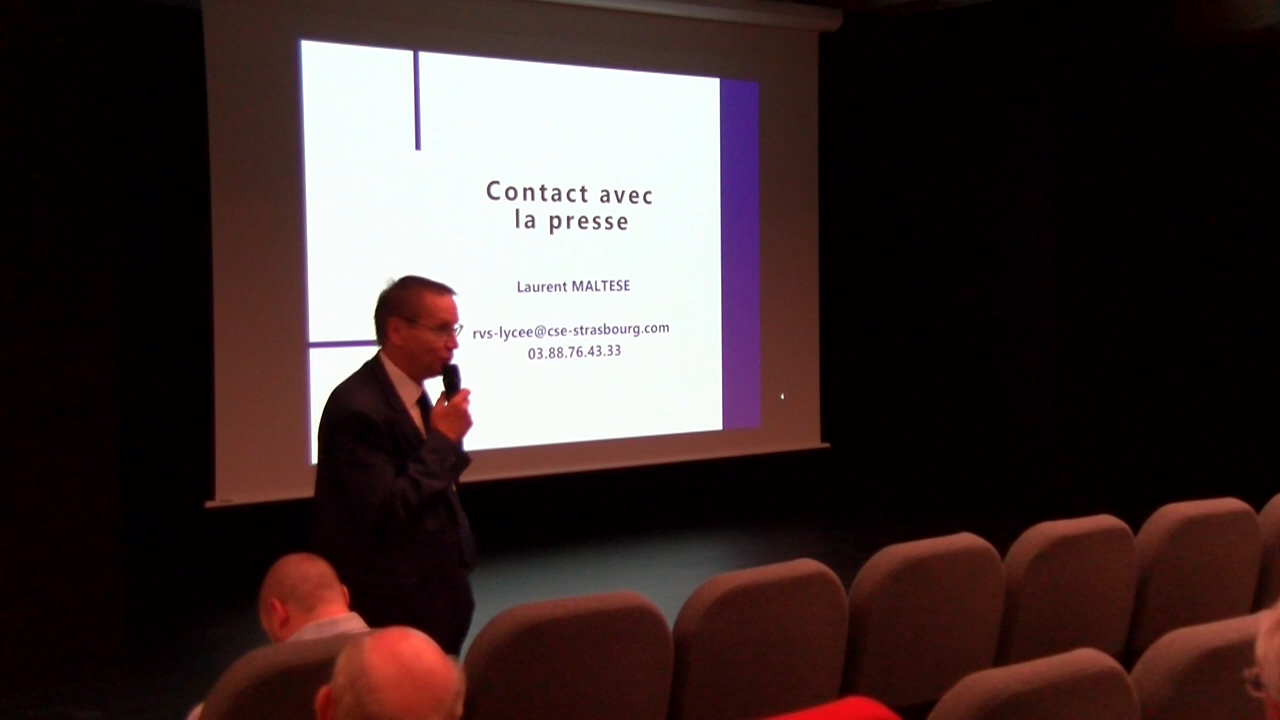 Contact avec
la presse
Laurent MALTESE
rvs-lycee@cse-strasbourg.com
03.88.76.43.33